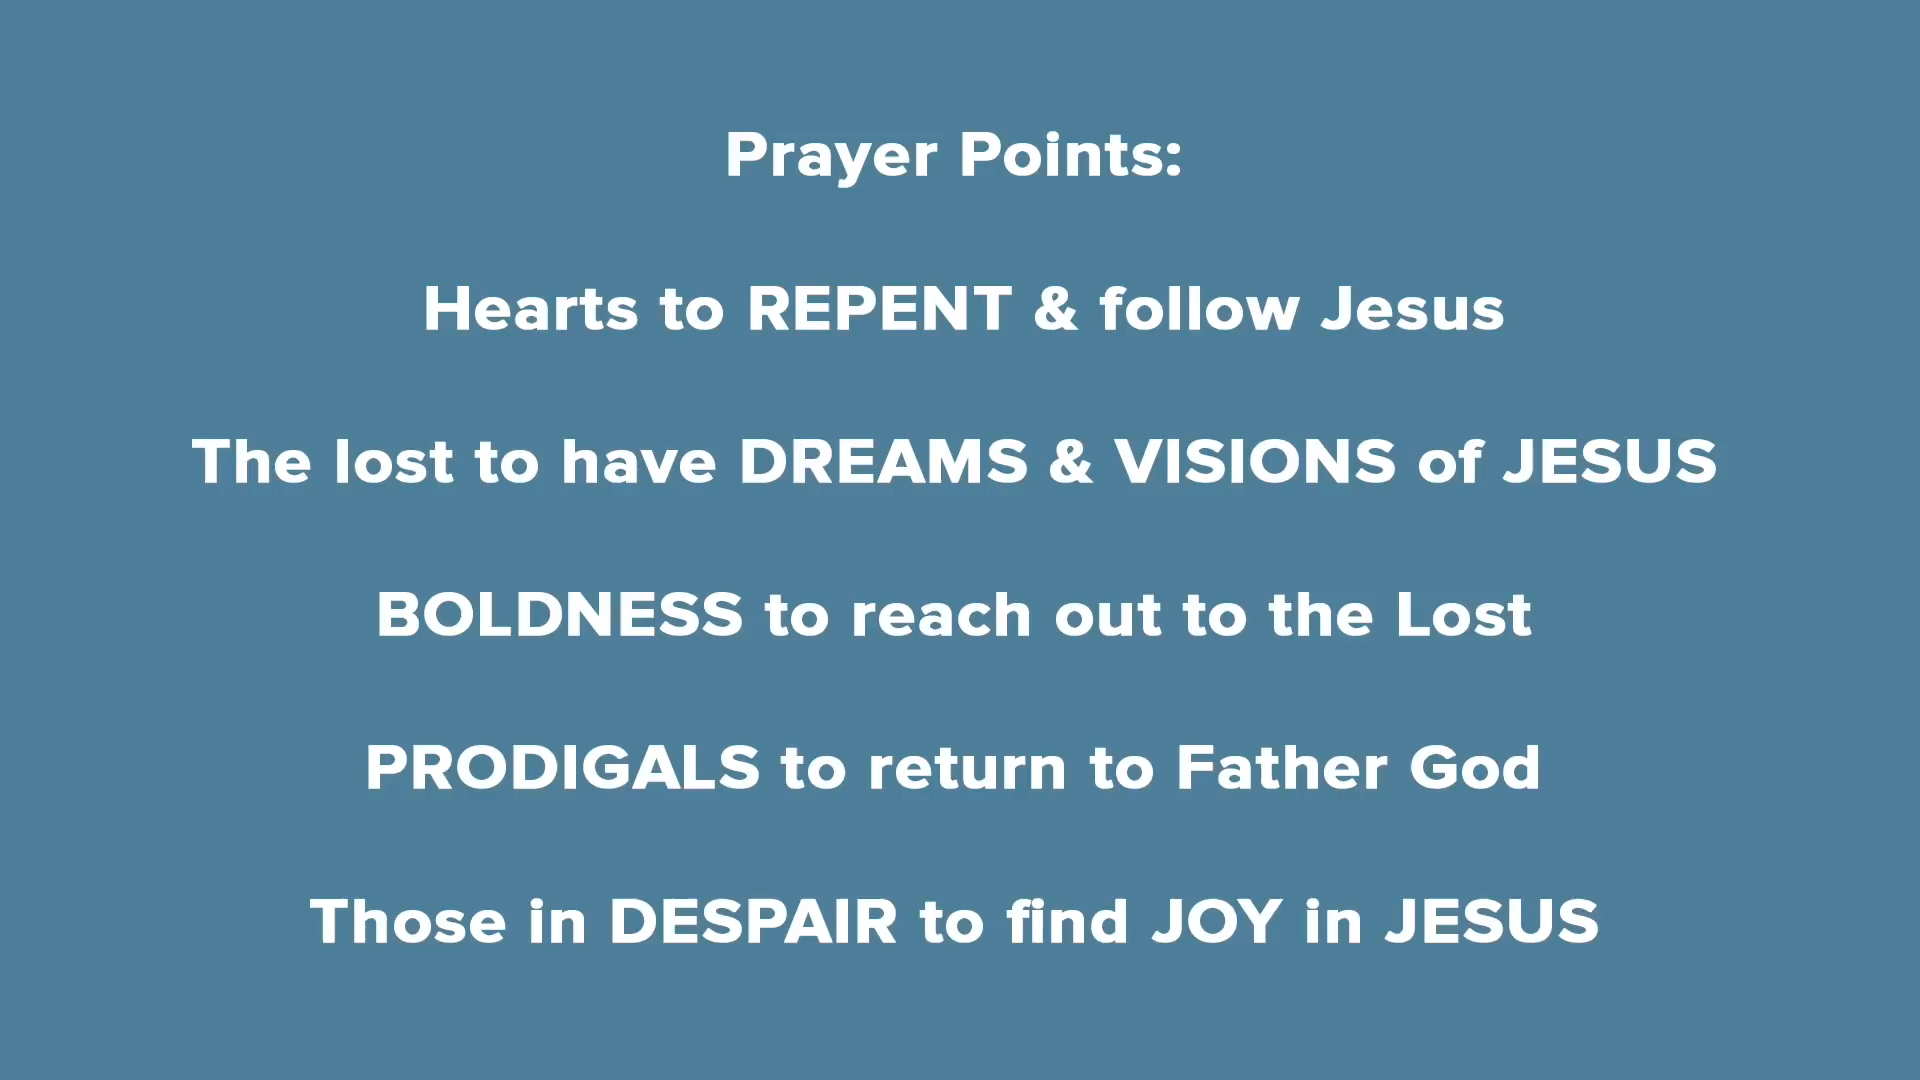 Prayer Points:
Hearts to REPENT & follow Jesus
The lost to have DREAMS & VISIONS of JESUS
BOLDNESS to reach out to the Lost
PRODIGALS to return to Father God
Those in DESPAIR to find JOY in JESUS